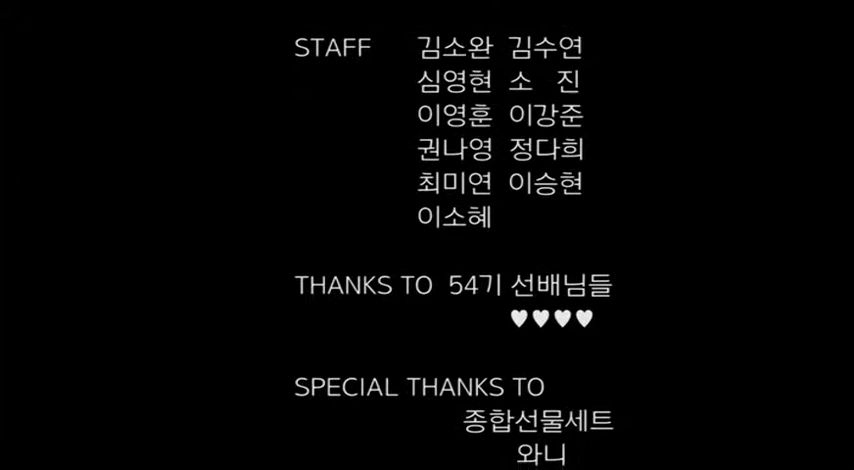 STAFF 김소완 김수연
심영현 소 진
이영훈 이강준
권나영 정다희
최미연 이승현
이소혜
THANKS TO 54기 선배님들
♥♥♥♥
SPECIAL THANKS TO
종합선물세트
와니